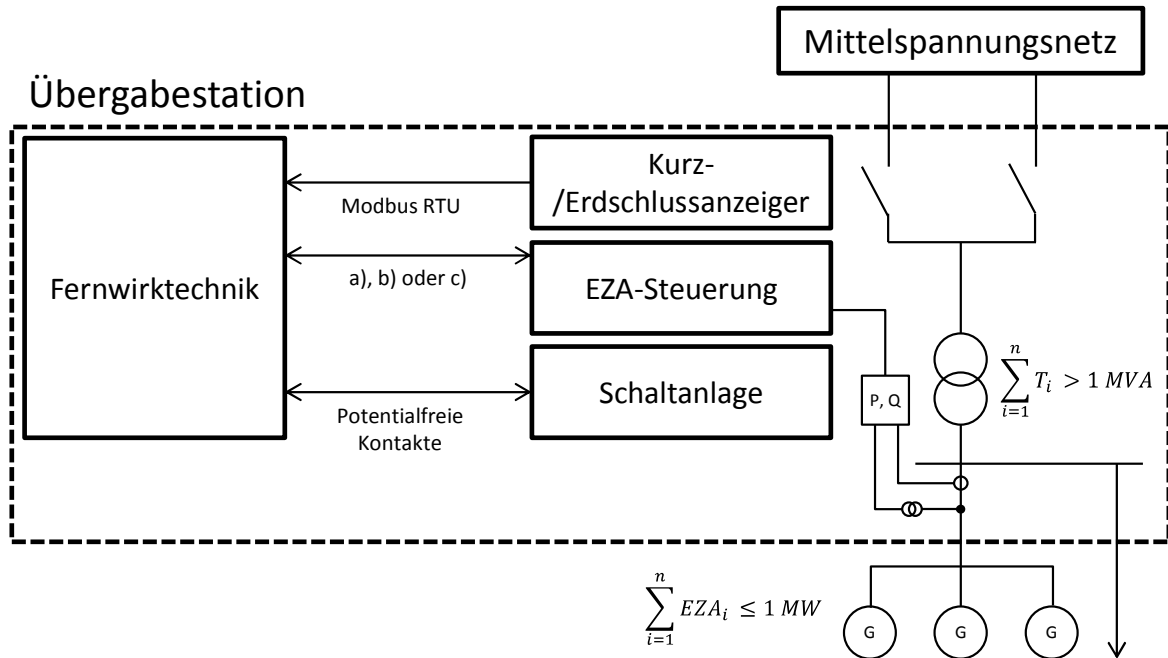 Mittelspannungsnetz
Übergabestation
Fernwirktechnik
Modbus RTU
a), b) oder c)
Potentialfreie
Kontakte
Kurz-
/Erdschlussanzeiger
EZA-Steuerung
Schaltanlage
P, Q
n
∑ T_i > 1 MVA
i=1
n
∑ EZA_i ≤ 1 MW
i=1
G
G
G